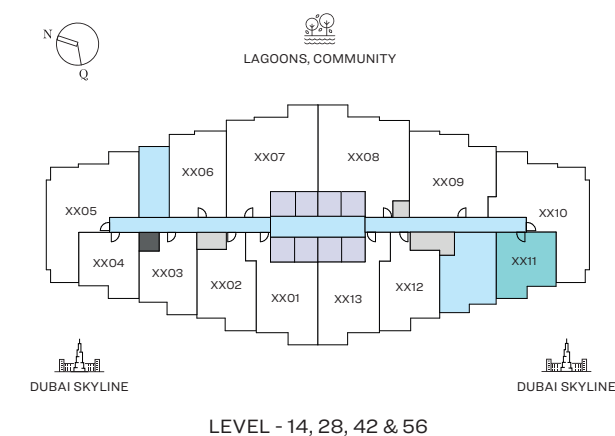 N
Q
LAGOONS, COMMUNITY
XX07
XX08
XX06
XX09
XX05
XX10
XX04
XX03
XX02
XX01
XX13
XX12
XX11
DUBAI SKYLINE
DUBAI SKYLINE
LEVEL - 14, 28, 42 & 56